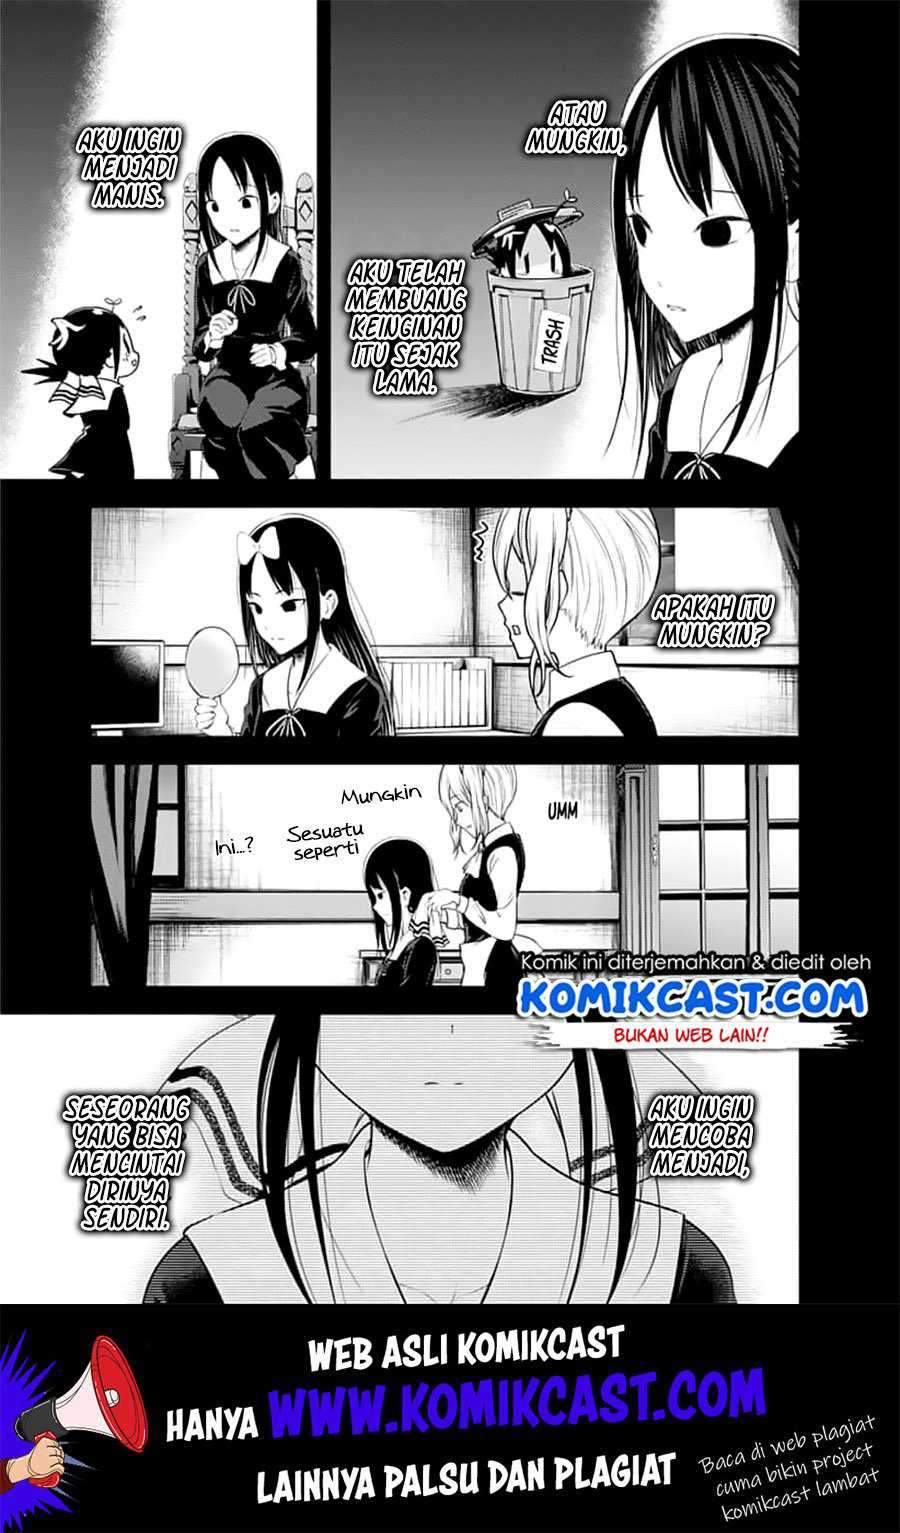 ATAU
MUNGKIN,
AKU TELAH
MEMBUANG
KEINGINAN
ITU SEJAK
LAMA.
TRASH
AKU INGIN
MENJADI
MANIS.
APAKAH ITU
MUNGKIN?
UMM
Mungkin
Sesuatu
seperti
Ini...?
Komik ini diterjemahkan & diedit oleh
KOMIKCAST.COM
BUKAN WEB LAIN!!
AKU INGIN
MENCOBA
MENJADI,
SESEORANG
YANG BISA
MENCINTAI
DIRINYA
SENDIRI.
WEB ASLI KOMIKCAST
HANYA WWW.KOMIKCAST.COM
LAINNYA PALSU DAN PLAGIAT
Baca di web plagiat
cuma bikin project
komikcast lambat